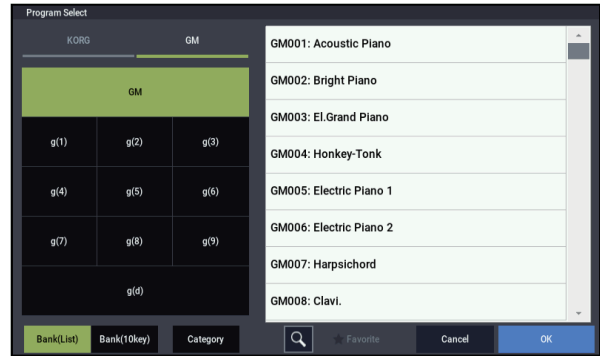 Program Select
KORG
GM
GM
g(1)
g(2)
g(3)
g(4)
g(5)
g(6)
g(7)
g(8)
g(9)
g(d)
GM001: Acoustic Piano
GM002: Bright Piano
GM003: El.Grand Piano
GM004: Honkey-Tonk
GM005: Electric Piano 1
GM006: Electric Piano 2
GM007: Harpsichord
GM008: Clavi.
Bank(List)
Bank(10key)
Category
Favorite
Cancel
OK